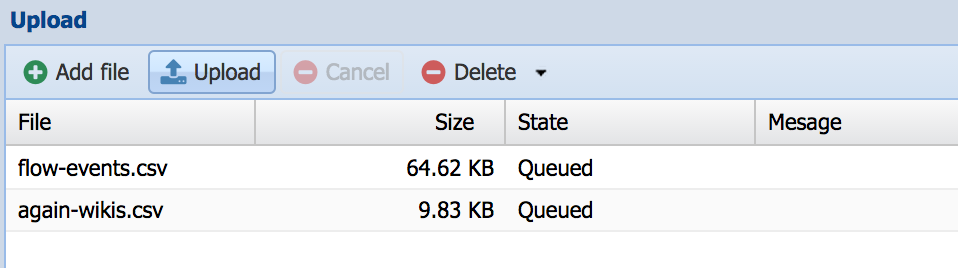 Upload
Add file Upload Cancel Delete
File Size State Mesage
flow-events.csv 64.62 KB Queued
again-wikis.csv 9.83 KB Queued